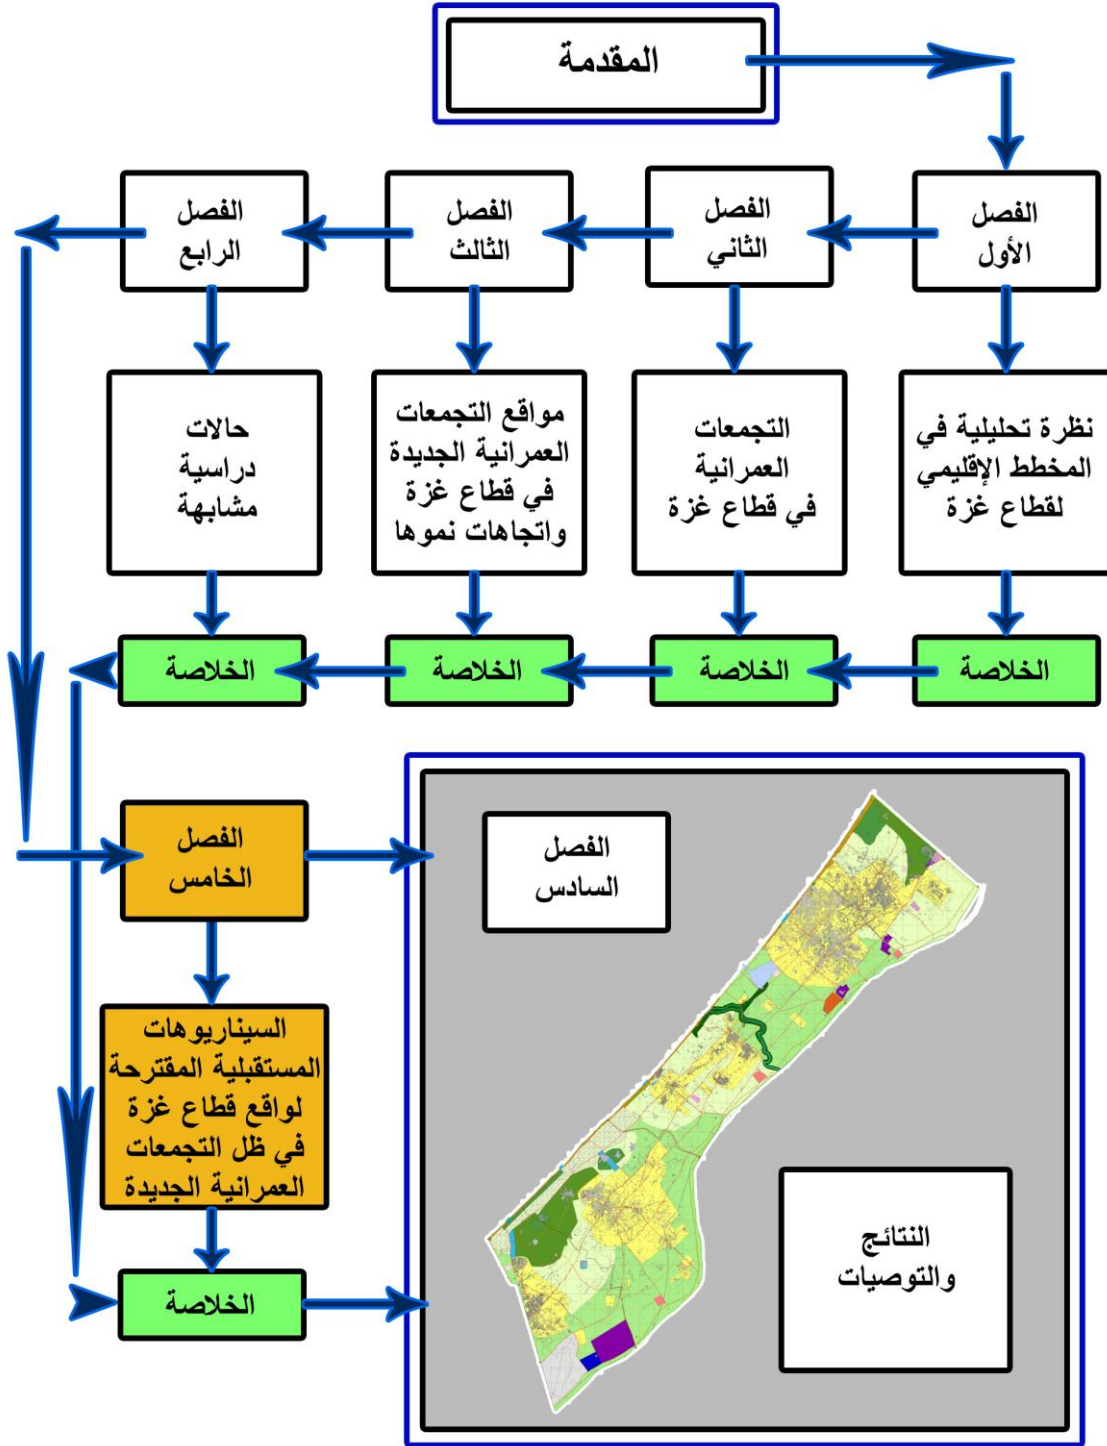 المقدمة
الفصل
الأول
الفصل
الثاني
الفصل
الثالث
الفصل
الرابع
نظرة تحليلية في
المخطط الإقليمي
لقطاع غزة
التجمعات
العمرانية
في قطاع غزة
مواقع التجمعات
العمرانية الجديدة
في قطاع غزة
واتجاهات نموها
حالات
دراسية
مشابهة
الخلاصة
الخلاصة
الخلاصة
الخلاصة
الفصل
الخامس
السيناريوهات
المستقبلية المقترحة
لواقع قطاع غزة
في ظل التجمعات
العمرانية الجديدة
الخلاصة
الفصل
السادس
النتائج
والتوصيات